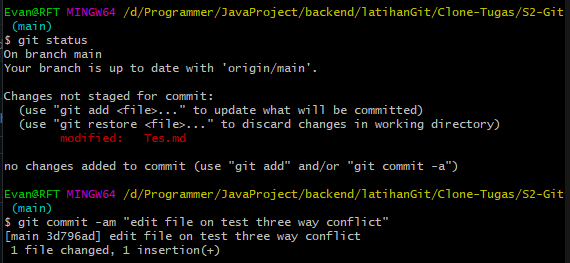 Evan@RFT MINGW64 /d/Programmer/JavaProject/backend/latihanGit/Clone-Tugas/S2-Git
(main)
$ git status
On branch main
Your branch is up to date with 'origin/main'.
Changes not staged for commit:
(use "git add <file>..." to update what will be committed)
(use "git restore <file>..." to discard changes in working directory)
modified:   Tes.md
no changes added to commit (use "git add" and/or "git commit -a")
Evan@RFT MINGW64 /d/Programmer/JavaProject/backend/latihanGit/Clone-Tugas/S2-Git
(main)
$ git commit -am "edit file on test three way conflict"
[main 3d796ad] edit file on test three way conflict
1 file changed, 1 insertion(+)